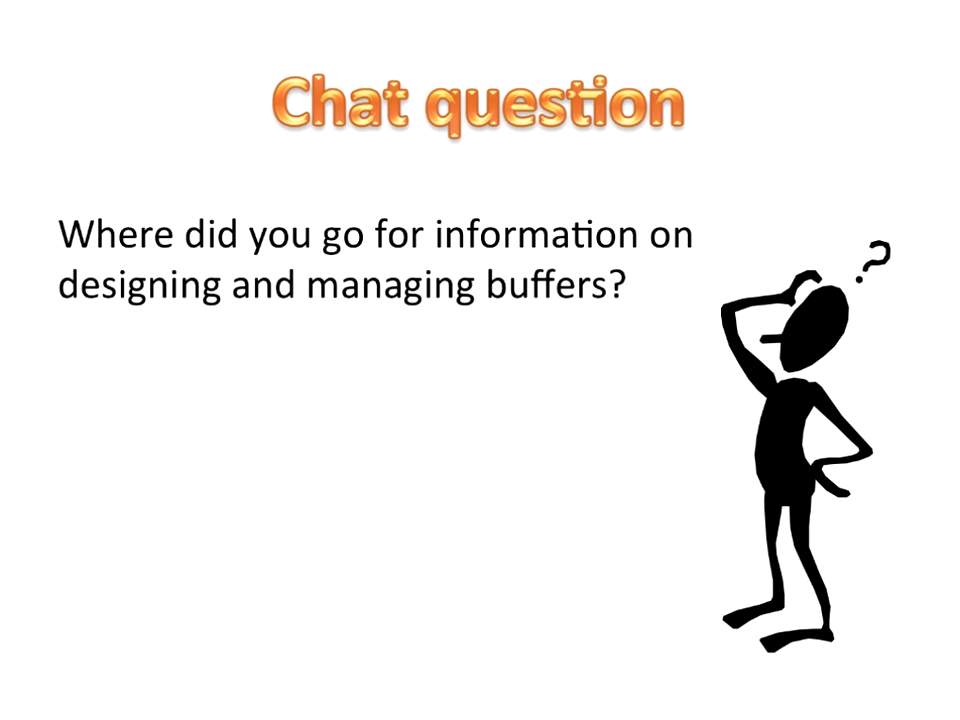 Chat question
Where did you go for information on
designing and managing buffers?
?